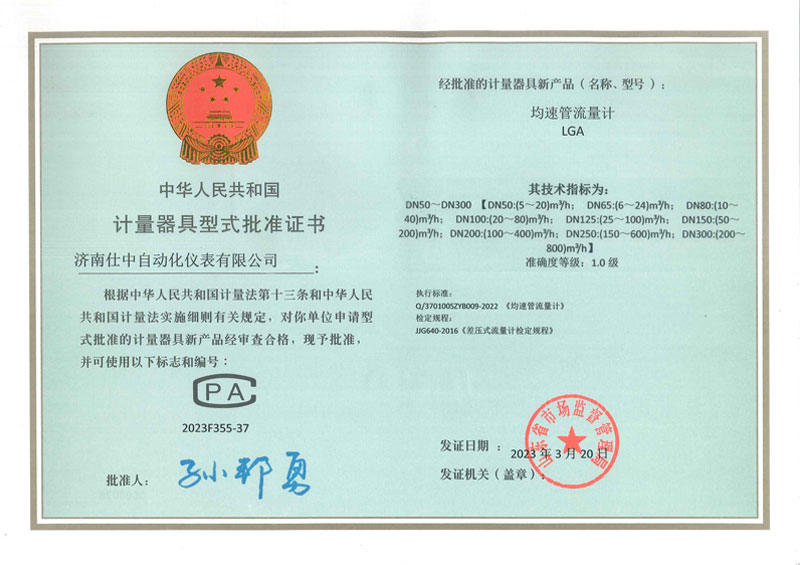 中华人民共和国
计量器具型式批准证书
济南仕中自动化仪表有限公司：
根据中华人民共和国计量法第十三条和中华人民
共和国计量法实施细则有关规定，对你单位申请型
式批准的计量器具新产品经审查合格，现予批准，
并可使用以下标志和编号：
CPA
2023F355-37
批准人：孙小邦勇
经批准的计量器具新产品（名称、型号）：
均速管流量计
LGA
其技术指标为：
DN50～DN300 【DN50:(5～20)m³/h； DN65:(6～24)m³/h； DN80:(10～
40)m³/h； DN100:(20～80)m³/h； DN125:(25～100)m³/h； DN150:(50～
200)m³/h；DN200:(100～400)m³/h； DN250:(150～600)m³/h；DN300:(200～
800)m³/h】
准确度等级：1.0 级
执行标准：
Q/370100SZYB009-2022 《均速管流量计》
检定规程：
JJG640-2016《差压式流量计检定规程》
山东省市场监督管理局
发证日期：2023 年 3 月 20 日
发证机关（盖章）：